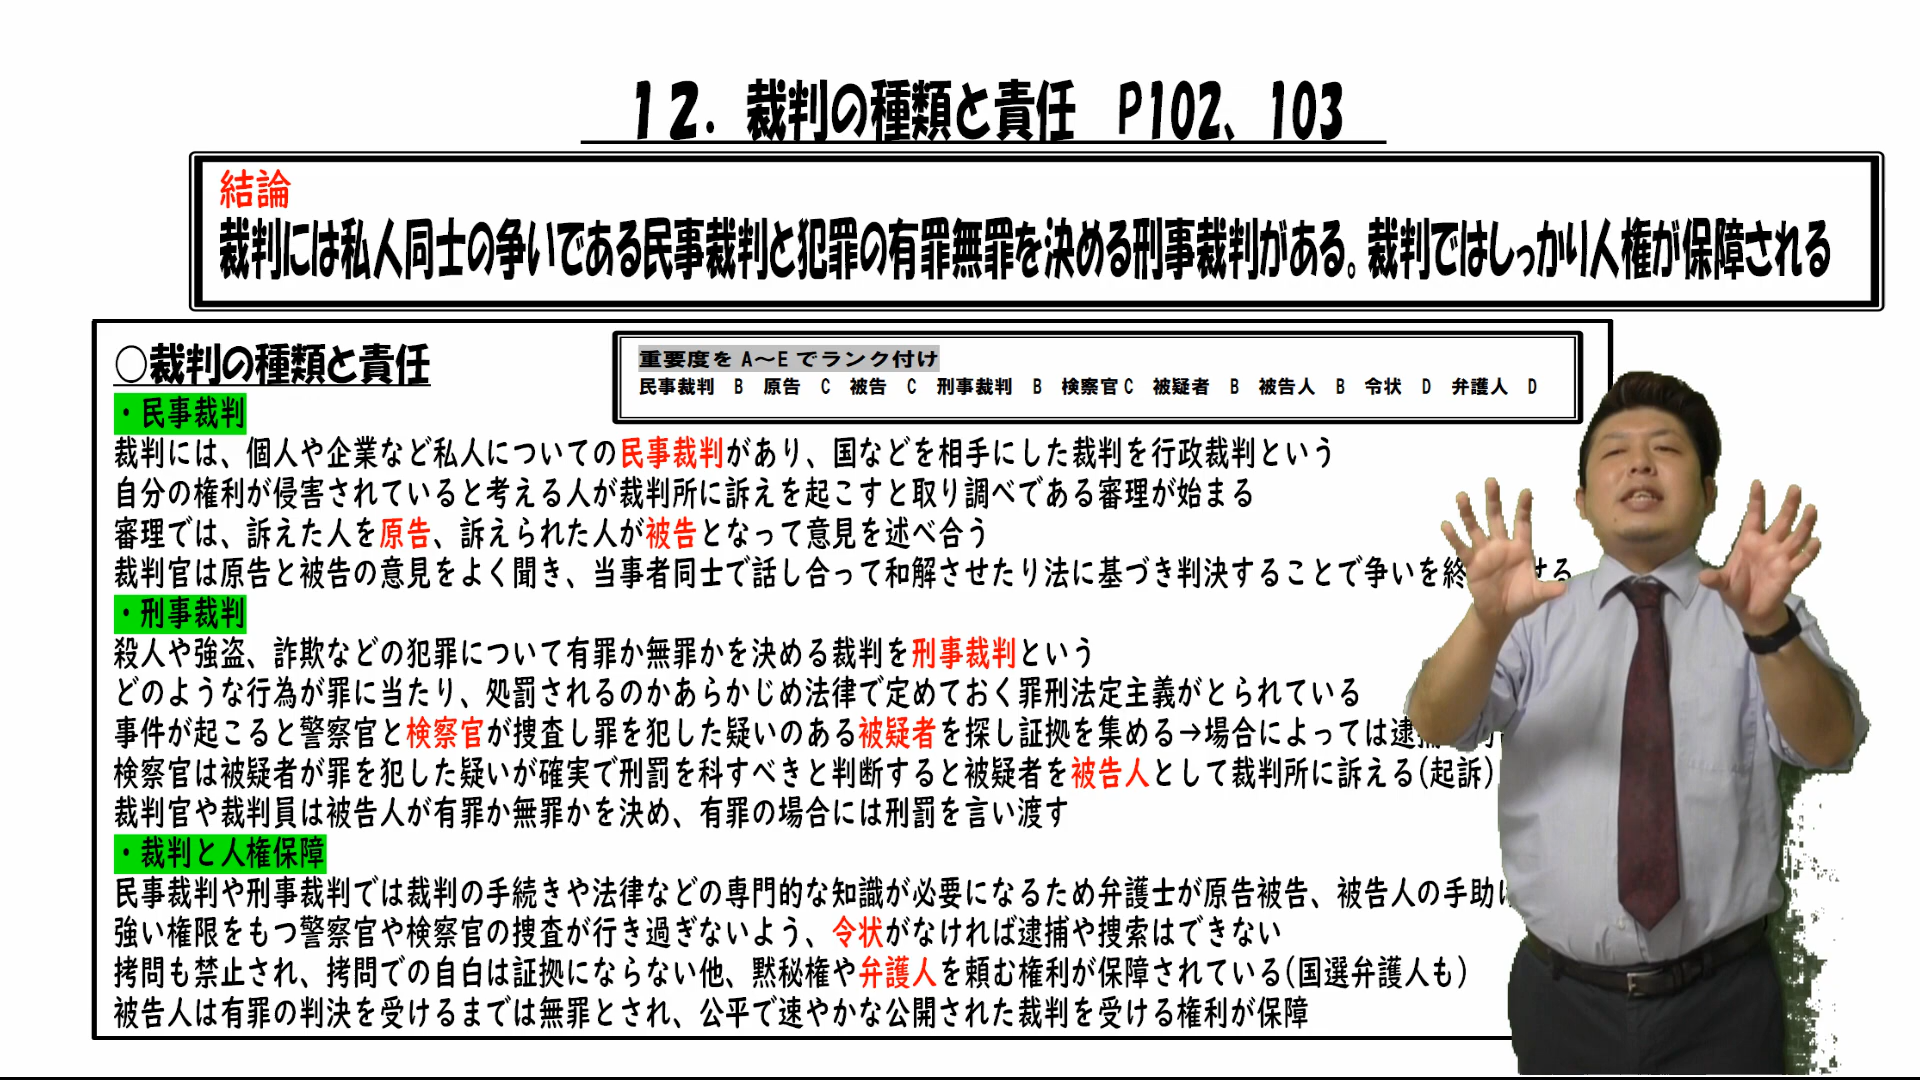 12. 裁判の種類と責任　P102、103
結論
裁判には私人同士の争いである民事裁判と犯罪の有罪無罪を決める刑事裁判がある。裁判ではしっかり人権が保障される
○裁判の種類と責任
重要度を A～E でランク付け
民事裁判　B　原告　C　被告　C　刑事裁判　B　検察官 C　被疑者　B　被告人　B　令状　D　弁護人　D
・民事裁判
裁判には、個人や企業など私人についての民事裁判があり、国などを相手にした裁判を行政裁判という
自分の権利が侵害されていると考える人が裁判所に訴えを起こすと取り調べである審理が始まる
審理では、訴えた人を原告、訴えられた人が被告となって意見を述べ合う
裁判官は原告と被告の意見をよく聞き、当事者同士で話し合って和解させたり法に基づき判決することで争いを終ける
・刑事裁判
殺人や強盗、詐欺などの犯罪について有罪か無罪かを決める裁判を刑事裁判という
どのような行為が罪に当たり、処罰されるのかあらかじめ法律で定めておく罪刑法定主義がとられている
事件が起こると警察官と検察官が捜査し罪を犯した疑いのある被疑者を探し証拠を集める→場合によっては逮捕
検察官は被疑者が罪を犯した疑いが確実で刑罰を科すべきと判断すると被疑者を被告人として裁判所に訴える(起訴)
裁判官や裁判員は被告人が有罪か無罪かを決め、有罪の場合には刑罰を言い渡す
・裁判と人権保障
民事裁判や刑事裁判では裁判の手続きや法律などの専門的な知識が必要になるため弁護士が原告被告、被告人の手助け
強い権限をもつ警察官や検察官の捜査が行き過ぎないよう、令状がなければ逮捕や捜索はできない
拷問も禁止され、拷問での自白は証拠にならない他、黙秘権や弁護人を頼む権利が保障されている(国選弁護人も)
被告人は有罪の判決を受けるまでは無罪とされ、公平で速やかな公開された裁判を受ける権利が保障